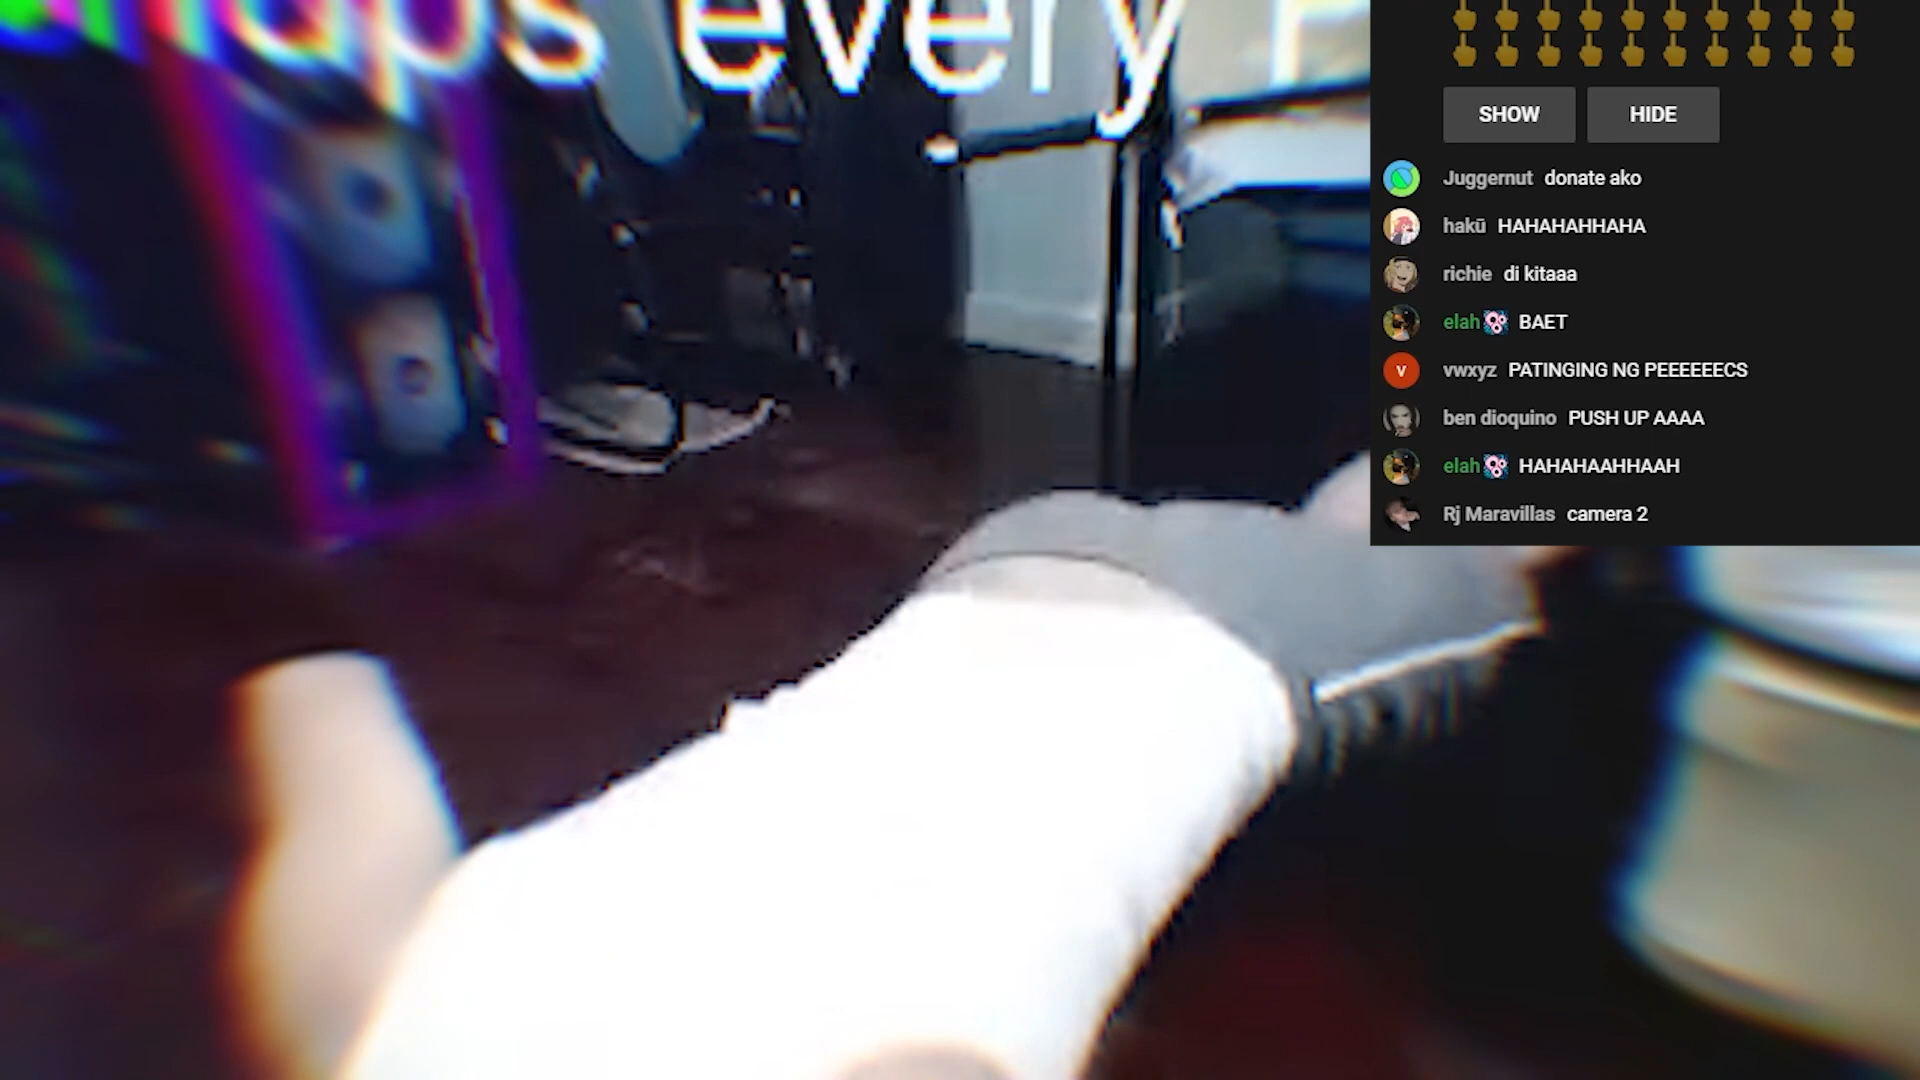 ps every
SHOW HIDE
Juggernut donate ako
hakū HAHAHAHHAHA
richie di kitaaa
elah BAET
V vwxyz PATINGING NG PEEEEEECS
ben dioquino PUSH UP AAAA
elah HAHAHAAHHAAH
Rj Maravillas camera 2